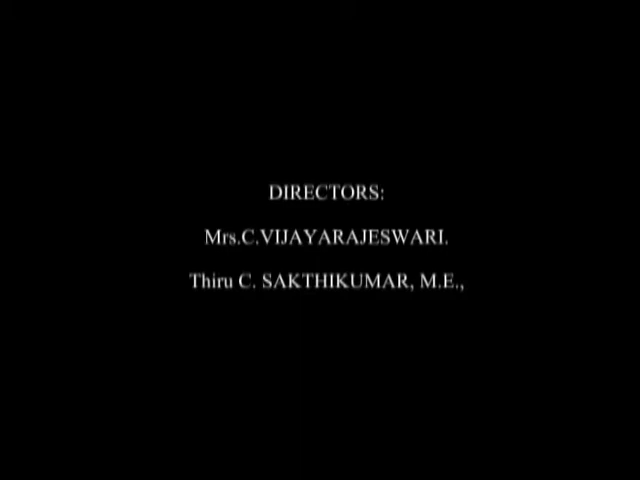 DIRECTORS:
Mrs.C.VIJAYARAJESWARI.
Thiru C. SAKTHIKUMAR, M.E.,